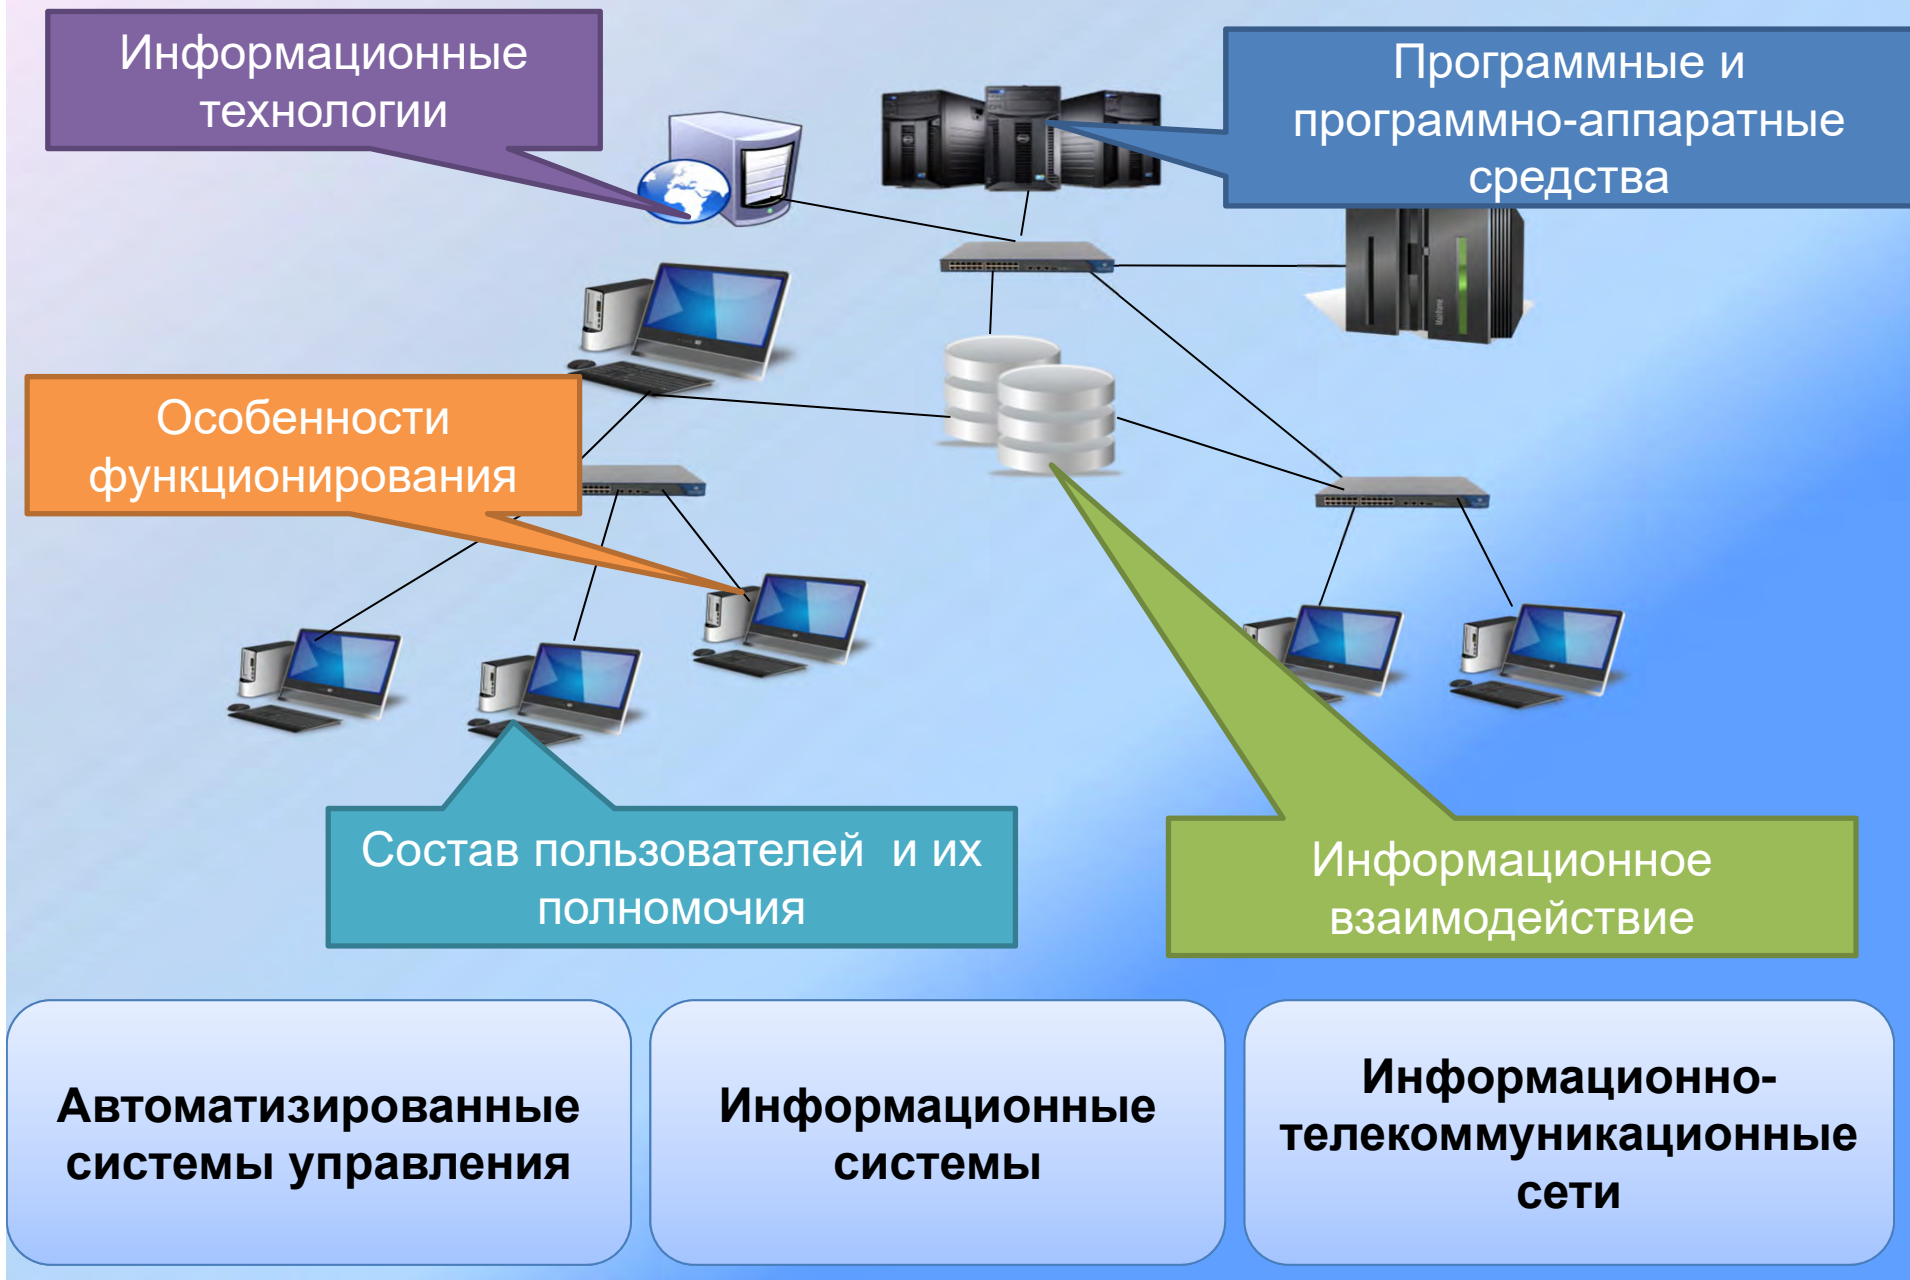 Информационные
технологии
Программные и
программно-аппаратные
средства
Mainframe
Особенности
функционирования
Состав пользователей и их
полномочия
Информационное
взаимодействие
Автоматизированные
системы управления
Информационные
системы
Информационно-
телекоммуникационные
сети